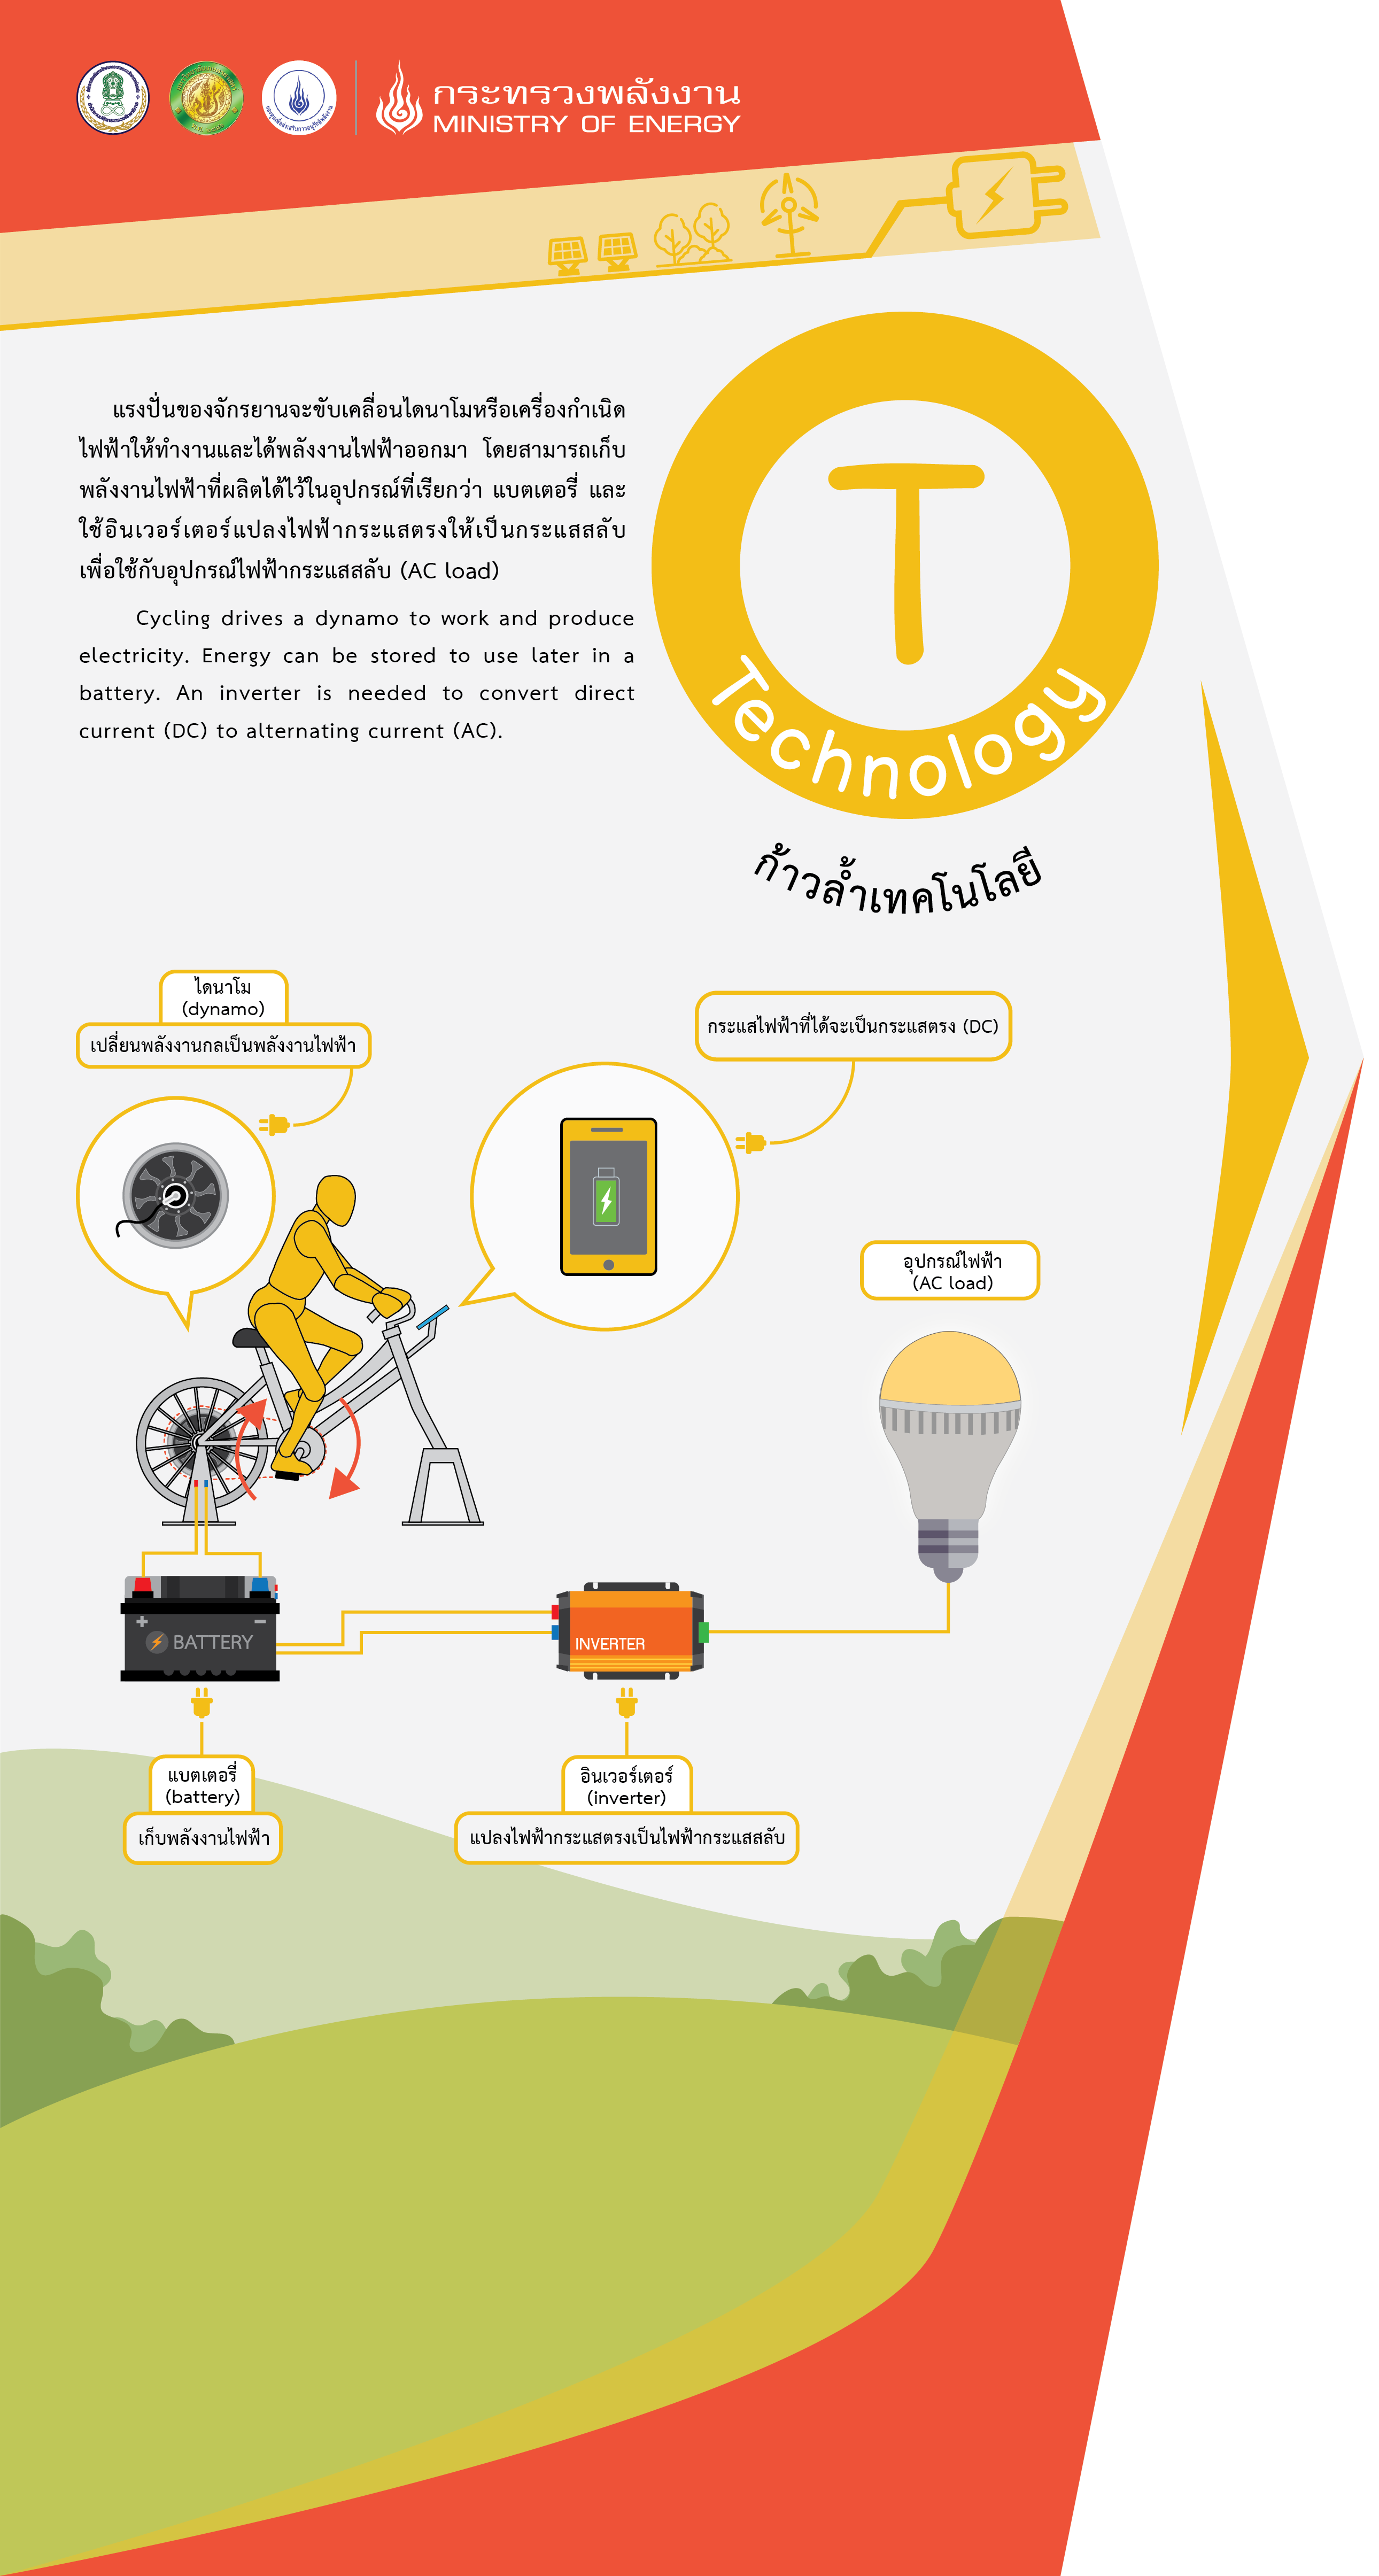 กระทรวงพลังงาน
MINISTRY OF ENERGY
แรงปั่นของจักรยานจะขับเคลื่อนไดนาโมหรือเครื่องกำเนิด
ไฟฟ้าให้ทำงานและได้พลังงานไฟฟ้าออกมา โดยสามารถเก็บ
พลังงานไฟฟ้าที่ผลิตได้ไว้ในอุปกรณ์ที่เรียกว่า แบตเตอรี่ และ
ใช้อินเวอร์เตอร์แปลงไฟฟ้ากระแสตรงให้เป็นกระแสสลับ
เพื่อใช้กับอุปกรณ์ไฟฟ้ากระแสสลับ (AC load)
Cycling drives a dynamo to work and produce
electricity. Energy can be stored to use later in a
battery. An inverter is needed to convert direct
current (DC) to alternating current (AC).
T
Technology
ก้าวล้ำเทคโนโลยี
ไดนาโม
(dynamo)
เปลี่ยนพลังงานกลเป็นพลังงานไฟฟ้า
กระแสไฟฟ้าที่ได้จะเป็นกระแสตรง (DC)
อุปกรณ์ไฟฟ้า
(AC load)
+ −
BATTERY
INVERTER
แบตเตอรี่
(battery)
เก็บพลังงานไฟฟ้า
อินเวอร์เตอร์
(inverter)
แปลงไฟฟ้ากระแสตรงเป็นไฟฟ้ากระแสสลับ